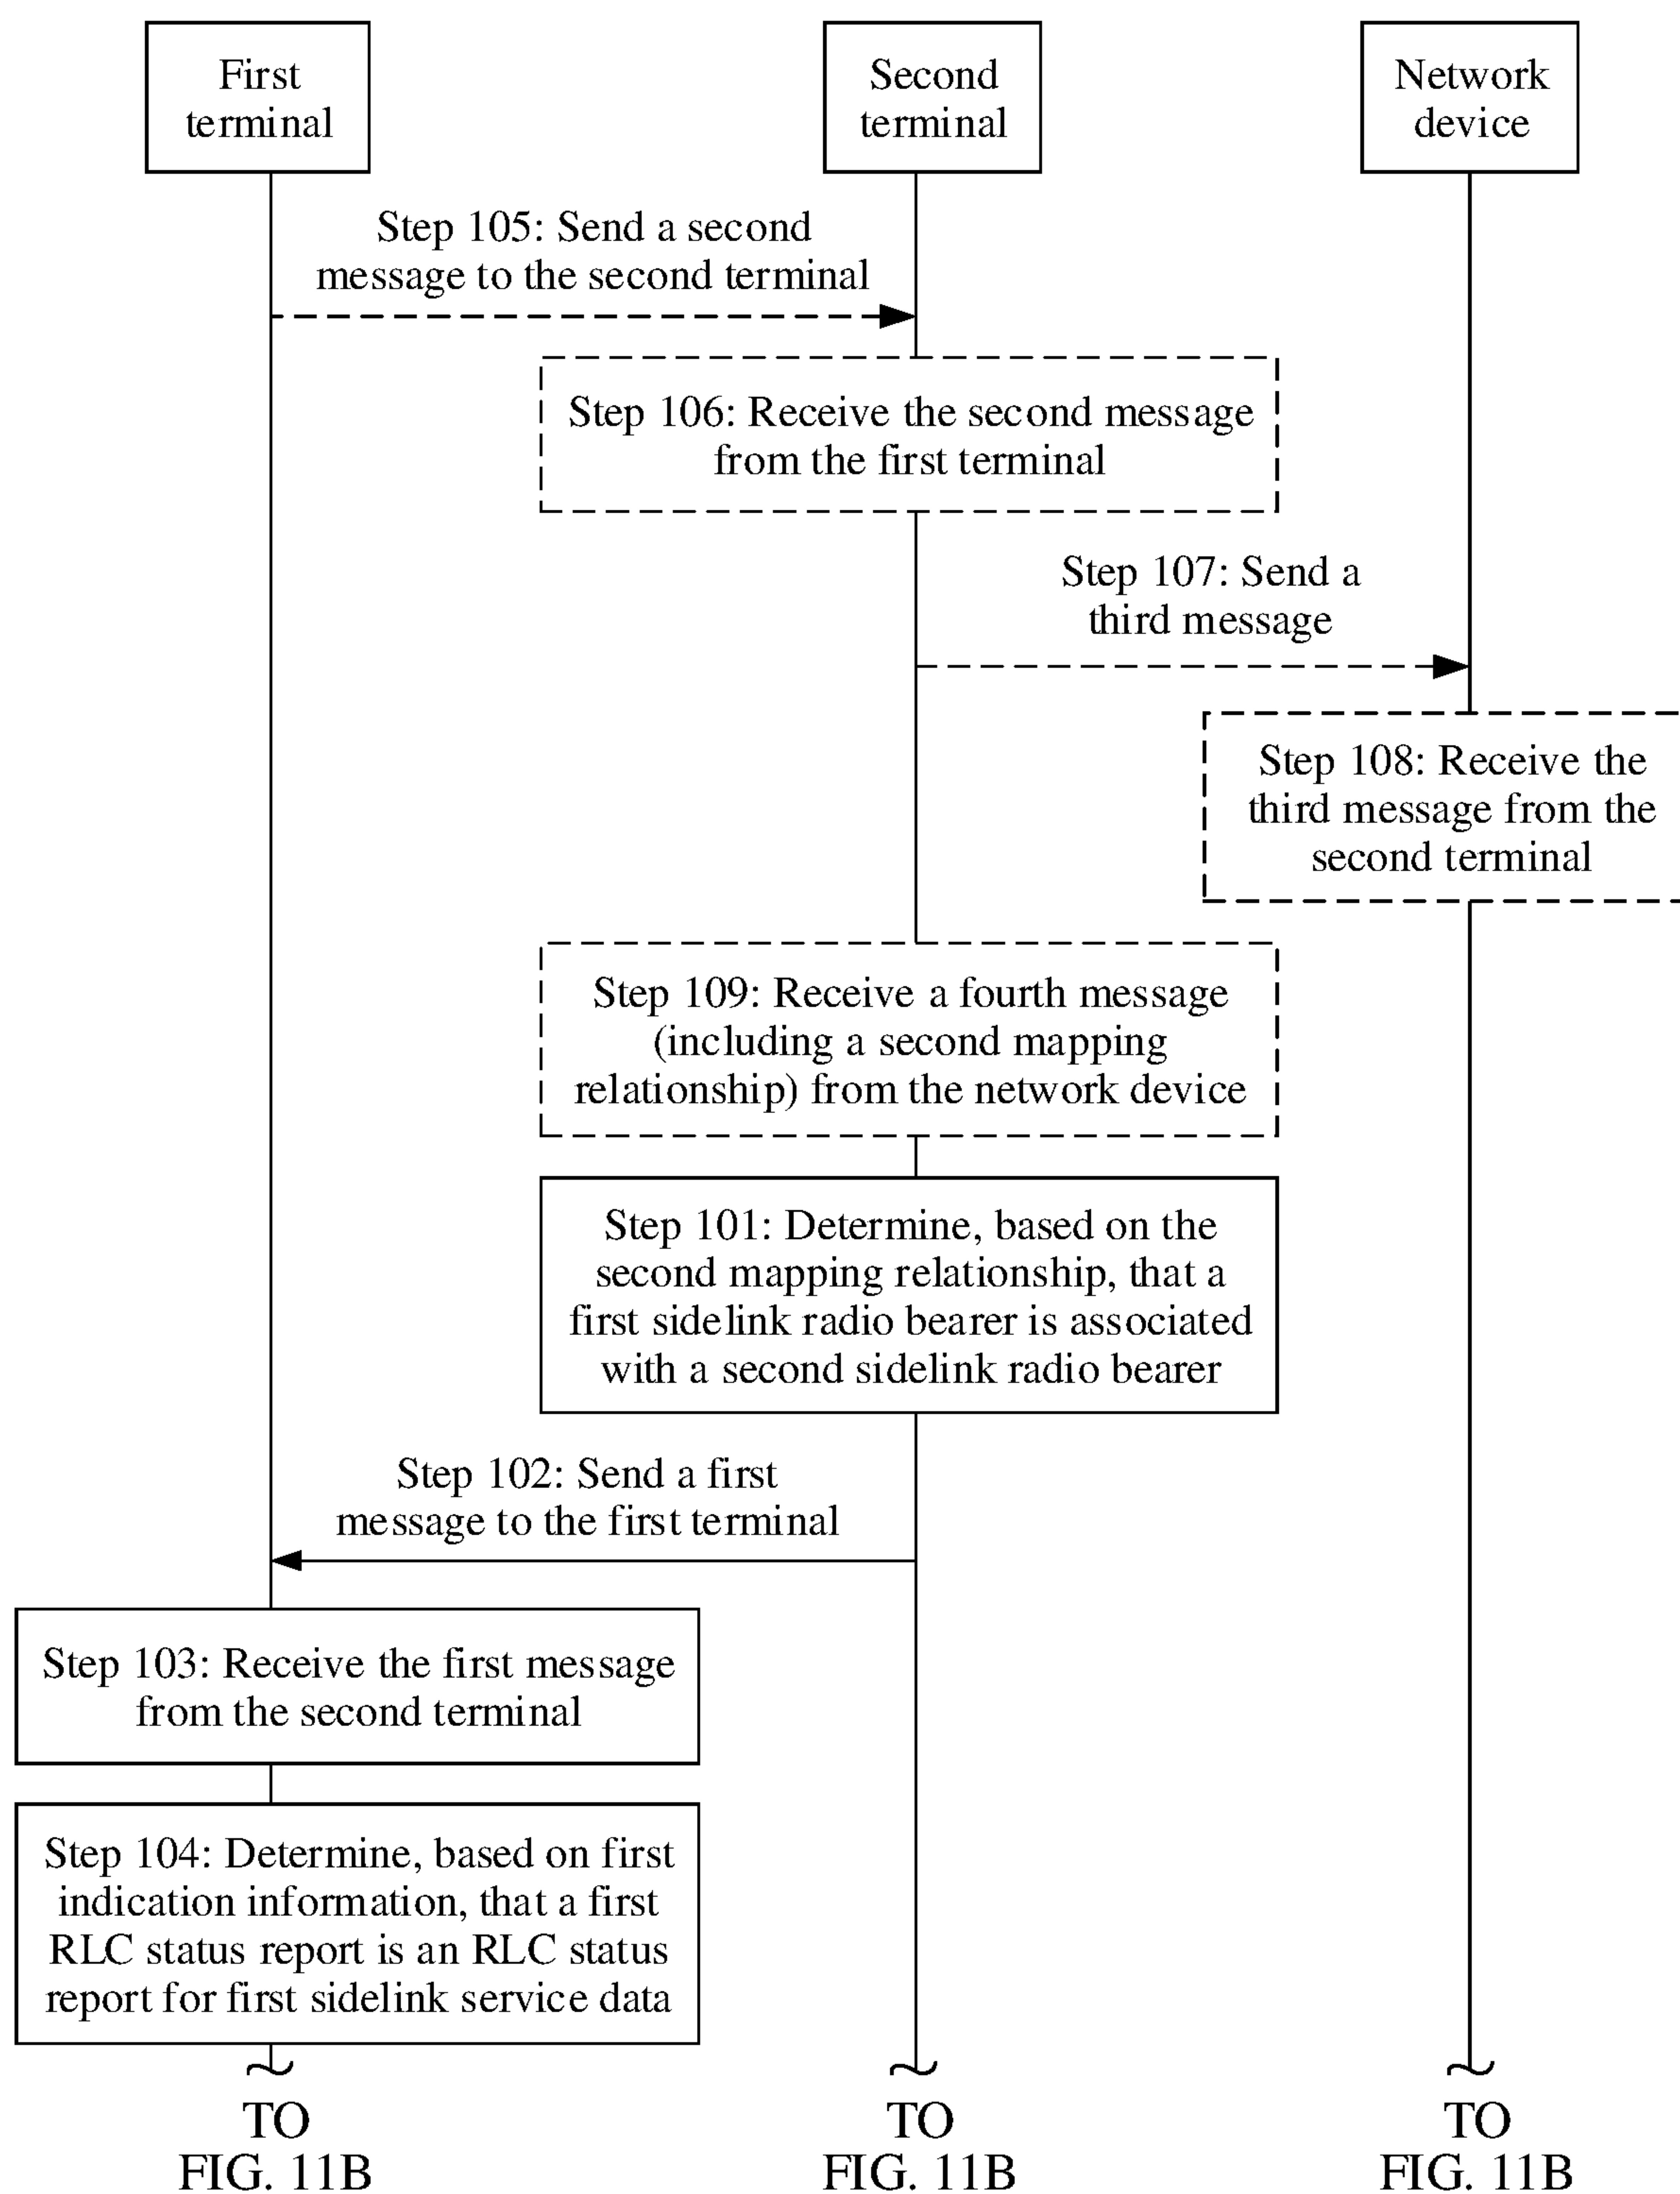 First
terminal
Second
terminal
Network
device
Step 105: Send a second
message to the second terminal
Step 106: Receive the second message
from the first terminal
Step 107: Send a
third message
Step 108: Receive the
third message from the
second terminal
Step 109: Receive a fourth message
(including a second mapping
relationship) from the network device
Step 101: Determine, based on the
second mapping relationship, that a
first sidelink radio bearer is associated
with a second sidelink radio bearer
Step 102: Send a first
message to the first terminal
Step 103: Receive the first message
from the second terminal
Step 104: Determine, based on first
indication information, that a first
RLC status report is an RLC status
report for first sidelink service data
TO
FIG. 11B
TO
FIG. 11B
TO
FIG. 11B